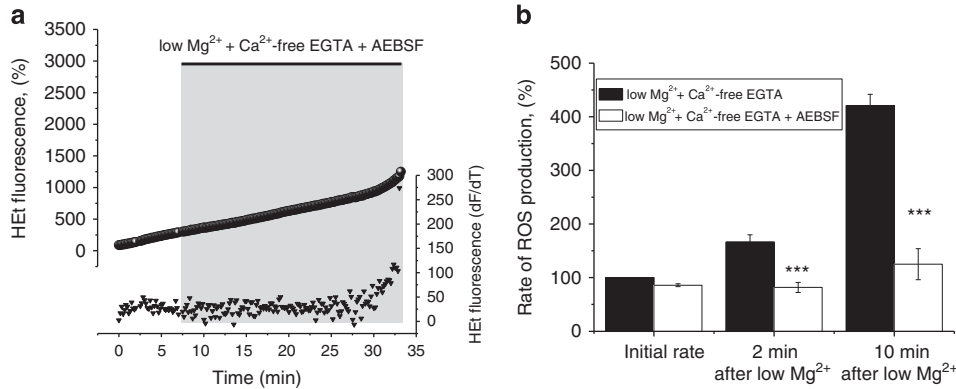 a
HEt fluorescence, (%)
3500
3000
2500
2000
1500
1000
500
0
low Mg²⁺ + Ca²⁺-free EGTA + AEBSF
300
250
200
150
100
50
0
HEt fluorescence (dF/dT)
0 5 10 15 20 25 30 35
Time (min)
b
Rate of ROS production, (%)
500
400
300
200
100
0
low Mg²⁺+ Ca²⁺-free EGTA
low Mg²⁺+ Ca²⁺-free EGTA + AEBSF
***
***
Initial rate
2 min
after low Mg²⁺
10 min
after low Mg²⁺